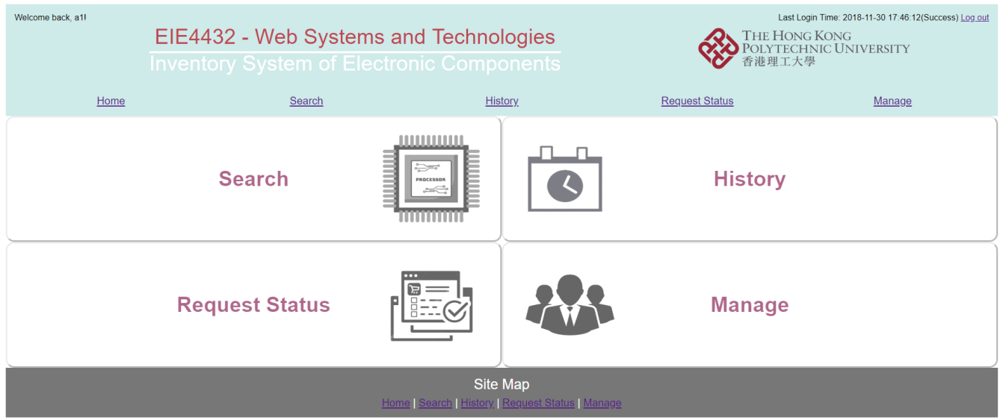 Welcome back, a1!
Last Login Time: 2018-11-30 17:46:12(Success) Log out
EIE4432 - Web Systems and Technologies
Inventory System of Electronic Components
THE HONG KONG
POLYTECHNIC UNIVERSITY
香港理工大學
Home Search History Request Status Manage
Search
PROCESSOR
History
Request Status
Manage
Site Map
Home | Search | History | Request Status | Manage